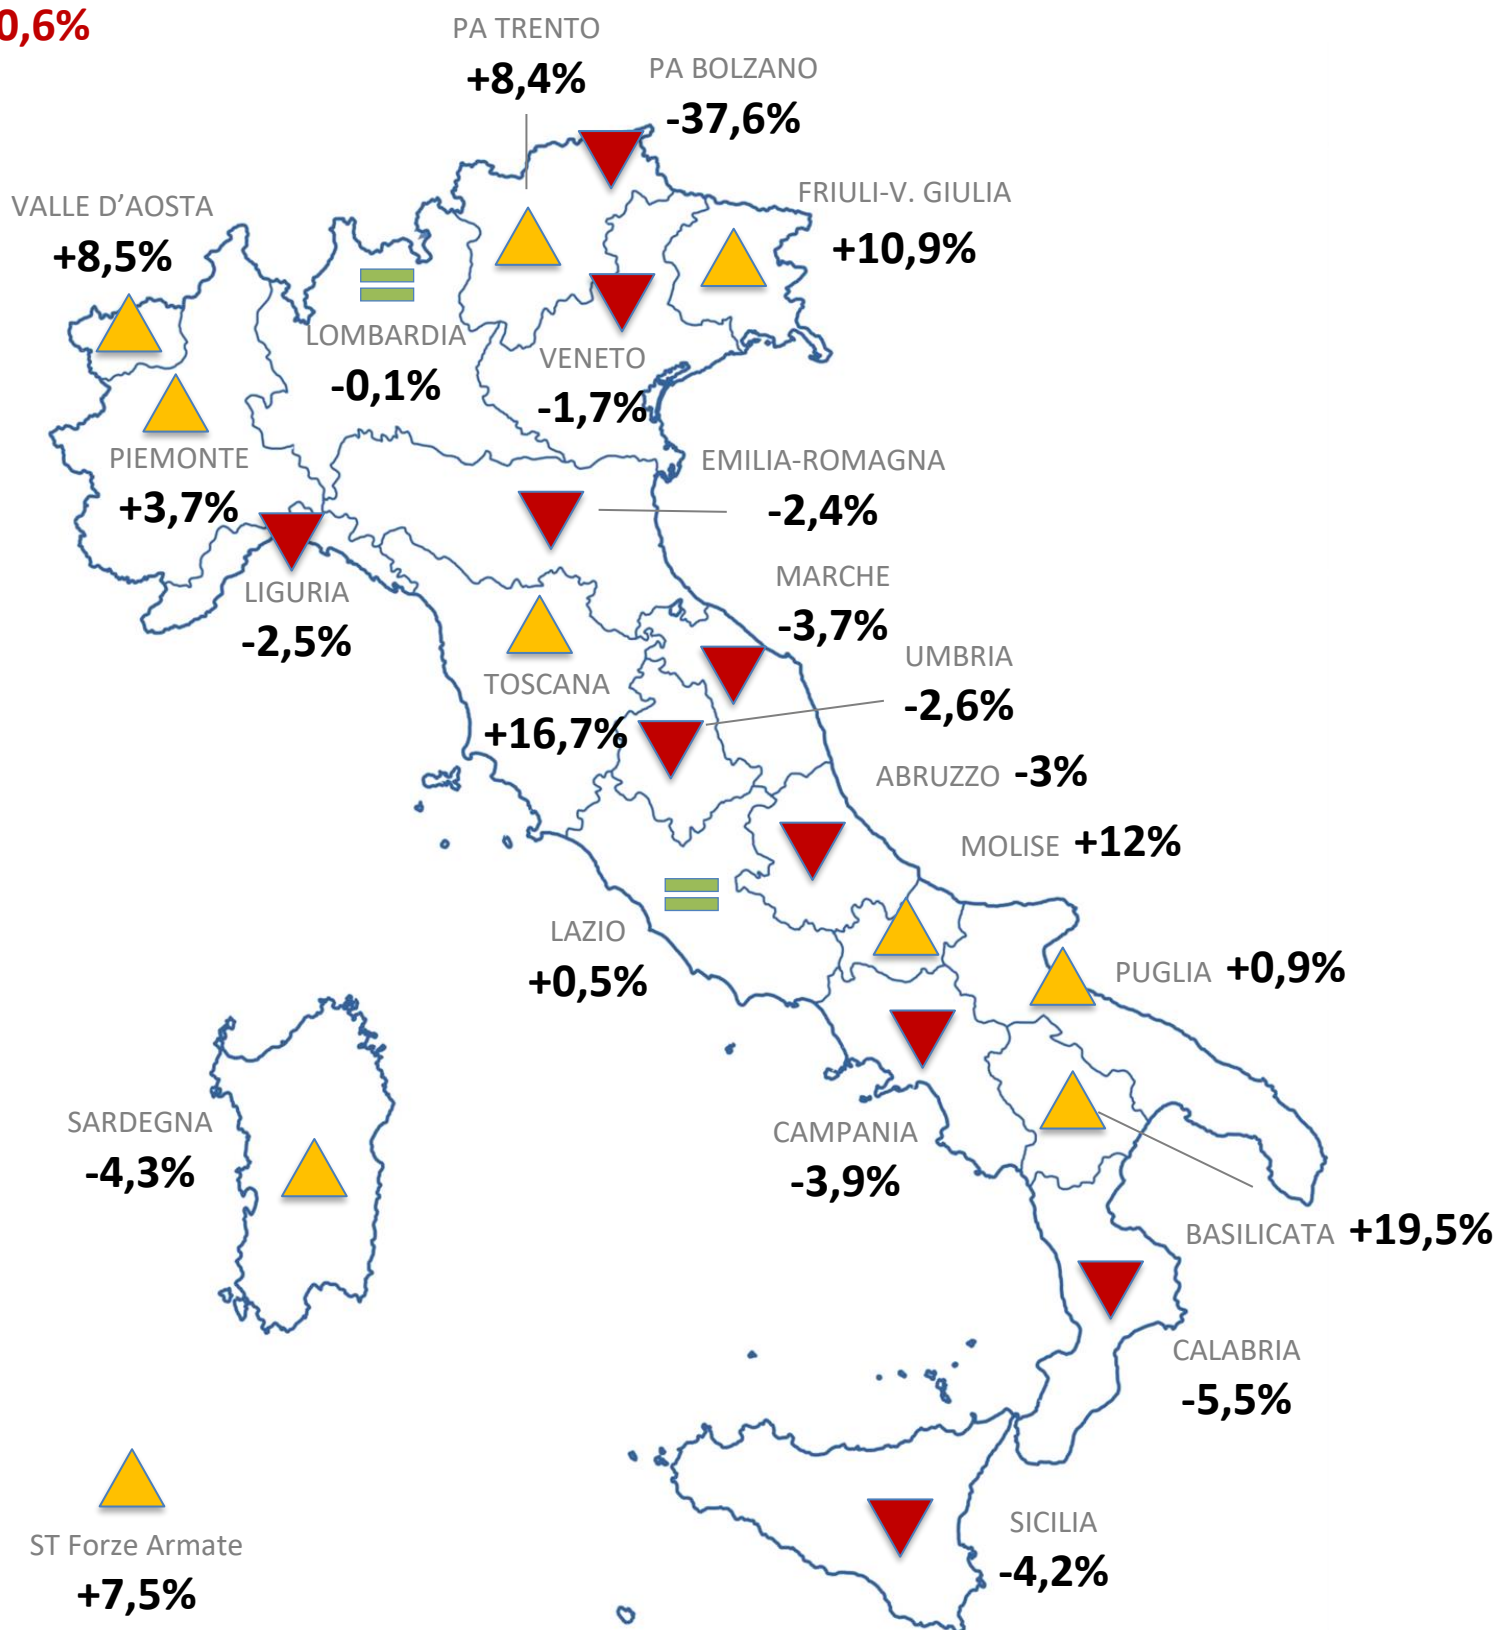 0,6%
PA TRENTO
+8,4%
PA BOLZANO
-37,6%
VALLE D'AOSTA
+8,5%
FRIULI-V. GIULIA
+10,9%
LOMBARDIA
-0,1%
VENETO
-1,7%
PIEMONTE
+3,7%
EMILIA-ROMAGNA
-2,4%
LIGURIA
-2,5%
MARCHE
-3,7%
UMBRIA
-2,6%
TOSCANA
+16,7%
ABRUZZO -3%
MOLISE +12%
LAZIO
+0,5%
PUGLIA +0,9%
SARDEGNA
-4,3%
CAMPANIA
-3,9%
BASILICATA +19,5%
CALABRIA
-5,5%
SICILIA
-4,2%
ST Forze Armate
+7,5%